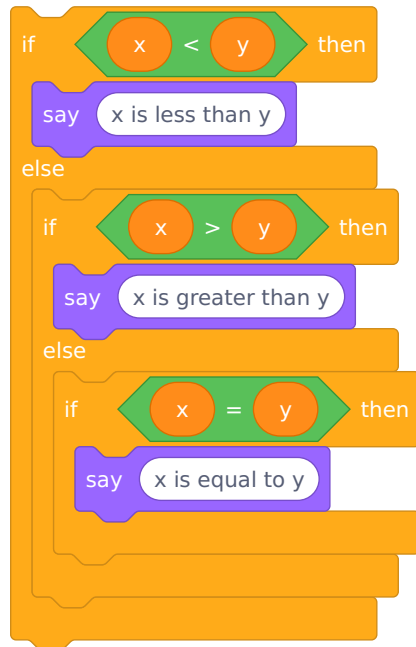 if x < y then
say x is less than y
else
if x > y then
say x is greater than y
else
if x = y then
say x is equal to y